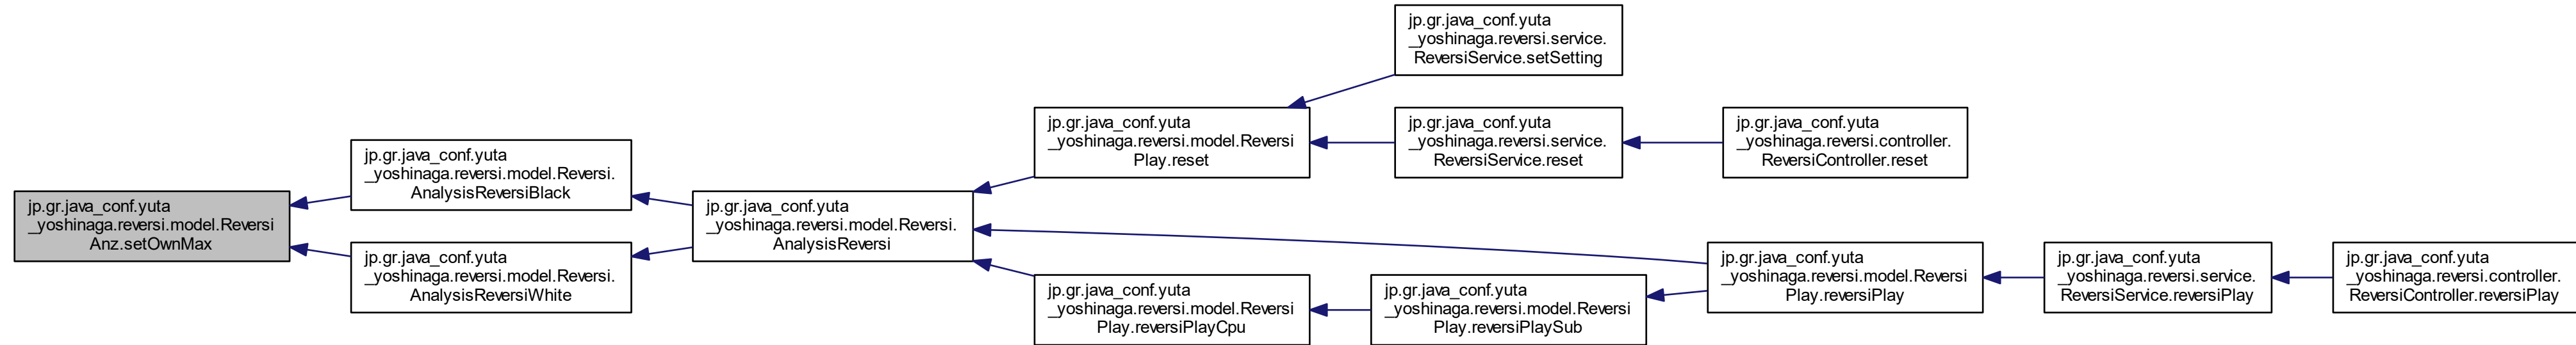 jp.gr.java_conf.yuta
_yoshinaga.reversi.model.Reversi
Anz.setOwnMax
jp.gr.java_conf.yuta
_yoshinaga.reversi.model.Reversi.
AnalysisReversiBlack
jp.gr.java_conf.yuta
_yoshinaga.reversi.model.Reversi.
AnalysisReversiWhite
jp.gr.java_conf.yuta
_yoshinaga.reversi.model.Reversi.
AnalysisReversi
jp.gr.java_conf.yuta
_yoshinaga.reversi.model.Reversi
Play.reset
jp.gr.java_conf.yuta
_yoshinaga.reversi.service.
ReversiService.setSetting
jp.gr.java_conf.yuta
_yoshinaga.reversi.service.
ReversiService.reset
jp.gr.java_conf.yuta
_yoshinaga.reversi.controller.
ReversiController.reset
jp.gr.java_conf.yuta
_yoshinaga.reversi.model.Reversi
Play.reversiPlayCpu
jp.gr.java_conf.yuta
_yoshinaga.reversi.model.Reversi
Play.reversiPlaySub
jp.gr.java_conf.yuta
_yoshinaga.reversi.model.Reversi
Play.reversiPlay
jp.gr.java_conf.yuta
_yoshinaga.reversi.service.
ReversiService.reversiPlay
jp.gr.java_conf.yuta
_yoshinaga.reversi.controller.
ReversiController.reversiPlay